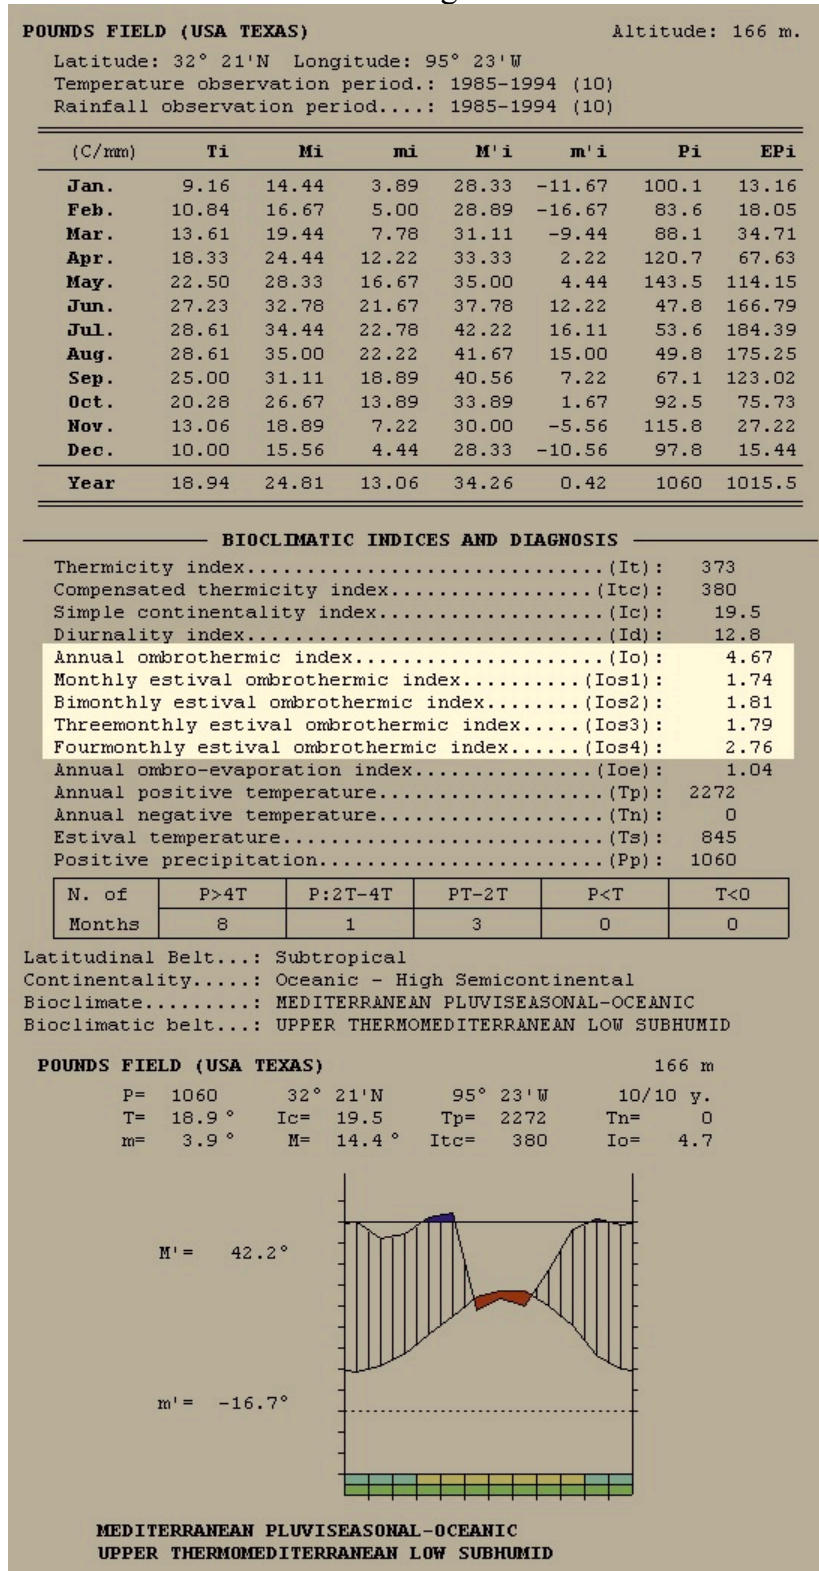 POUNDS FIELD (USA TEXAS) Altitude: 166 m.
Latitude: 32° 21'N Longitude: 95° 23'W
Temperature observation period.: 1985-1994 (10)
Rainfall observation period....: 1985-1994 (10)
(C/mm) Ti Mi mi M'i m'i Pi EPi
Jan. 9.16 14.44 3.89 28.33 -11.67 100.1 13.16
Feb. 10.84 16.67 5.00 28.89 -16.67 83.6 18.05
Mar. 13.61 19.44 7.78 31.11 -9.44 88.1 34.71
Apr. 18.33 24.44 12.22 33.33 2.22 120.7 67.63
May. 22.50 28.33 16.67 35.00 4.44 143.5 114.15
Jun. 27.23 32.78 21.67 37.78 12.22 47.8 166.79
Jul. 28.61 34.44 22.78 42.22 16.11 53.6 184.39
Aug. 28.61 35.00 22.22 41.67 15.00 49.8 175.25
Sep. 25.00 31.11 18.89 40.56 7.22 67.1 123.02
Oct. 20.28 26.67 13.89 33.89 1.67 92.5 75.73
Nov. 13.06 18.89 7.22 30.00 -5.56 115.8 27.22
Dec. 10.00 15.56 4.44 28.33 -10.56 97.8 15.44
Year 18.94 24.81 13.06 34.26 0.42 1060 1015.5
BIOCLIMATIC INDICES AND DIAGNOSIS
Thermicity index...............................(It): 373
Compensated thermicity index.................(Itc): 380
Simple continentality index....................(Ic): 19.5
Diurnality index...............................(Id): 12.8
Annual ombrothermic index.....................(Io): 4.67
Monthly estival ombrothermic index..........(Ios1): 1.74
Bimonthly estival ombrothermic index........(Ios2): 1.81
Threemonthly estival ombrothermic index.....(Ios3): 1.79
Fourmonthly estival ombrothermic index......(Ios4): 2.76
Annual ombro-evaporation index...............(Ioe): 1.04
Annual positive temperature...................(Tp): 2272
Annual negative temperature...................(Tn): 0
Estival temperature...........................(Ts): 845
Positive precipitation........................(Pp): 1060
N. of P>4T P:2T-4T PT-2T P<T T<0
Months 8 1 3 0 0
Latitudinal Belt...: Subtropical
Continentality.....: Oceanic - High Semicontinental
Bioclimate.........: MEDITERRANEAN PLUVISEASONAL-OCEANIC
Bioclimatic belt...: UPPER THERMOMEDITERRANEAN LOW SUBHUMID
POUNDS FIELD (USA TEXAS) 166 m
P= 1060 32° 21'N 95° 23'W 10/10 y.
T= 18.9° Ic= 19.5 Tp= 2272 Tn= 0
m= 3.9° M= 14.4° Itc= 380 Io= 4.7
M'= 42.2°
m'= -16.7°
MEDITERRANEAN PLUVISEASONAL-OCEANIC
UPPER THERMOMEDITERRANEAN LOW SUBHUMID